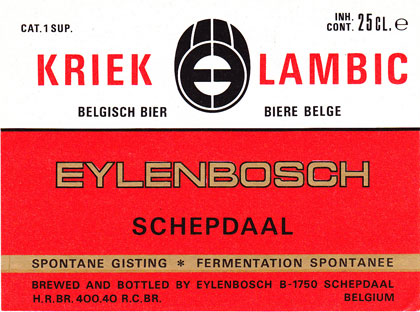 CAT.1 SUP.
INH.
CONT. 25CL. ℮
KRIEK LAMBIC
BELGISCH BIER BIERE BELGE
EYLENBOSCH
SCHEPDAAL
SPONTANE GISTING * FERMENTATION SPONTANEE
BREWED AND BOTTLED BY EYLENBOSCH B-1750 SCHEPDAAL
H.R.BR. 400,40 R.C.BR. BELGIUM